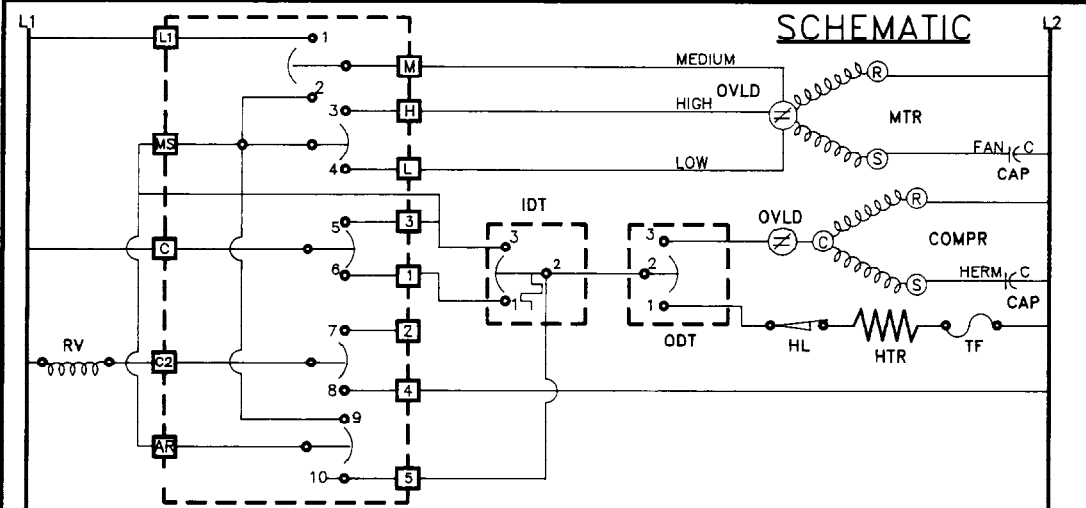 L1 SCHEMATIC L2
L1 1
M MEDIUM R
OVLD
2 3 H HIGH MTR
MS
FAN C
4 L LOW S CAP
IDT
3 OVLD R
5 3 3
C 2 2 C COMPR
6 1 1 1 HERM C
S CAP
7 2
RV ODT HL HTR TF
C2
8 4
9
AR
10 5